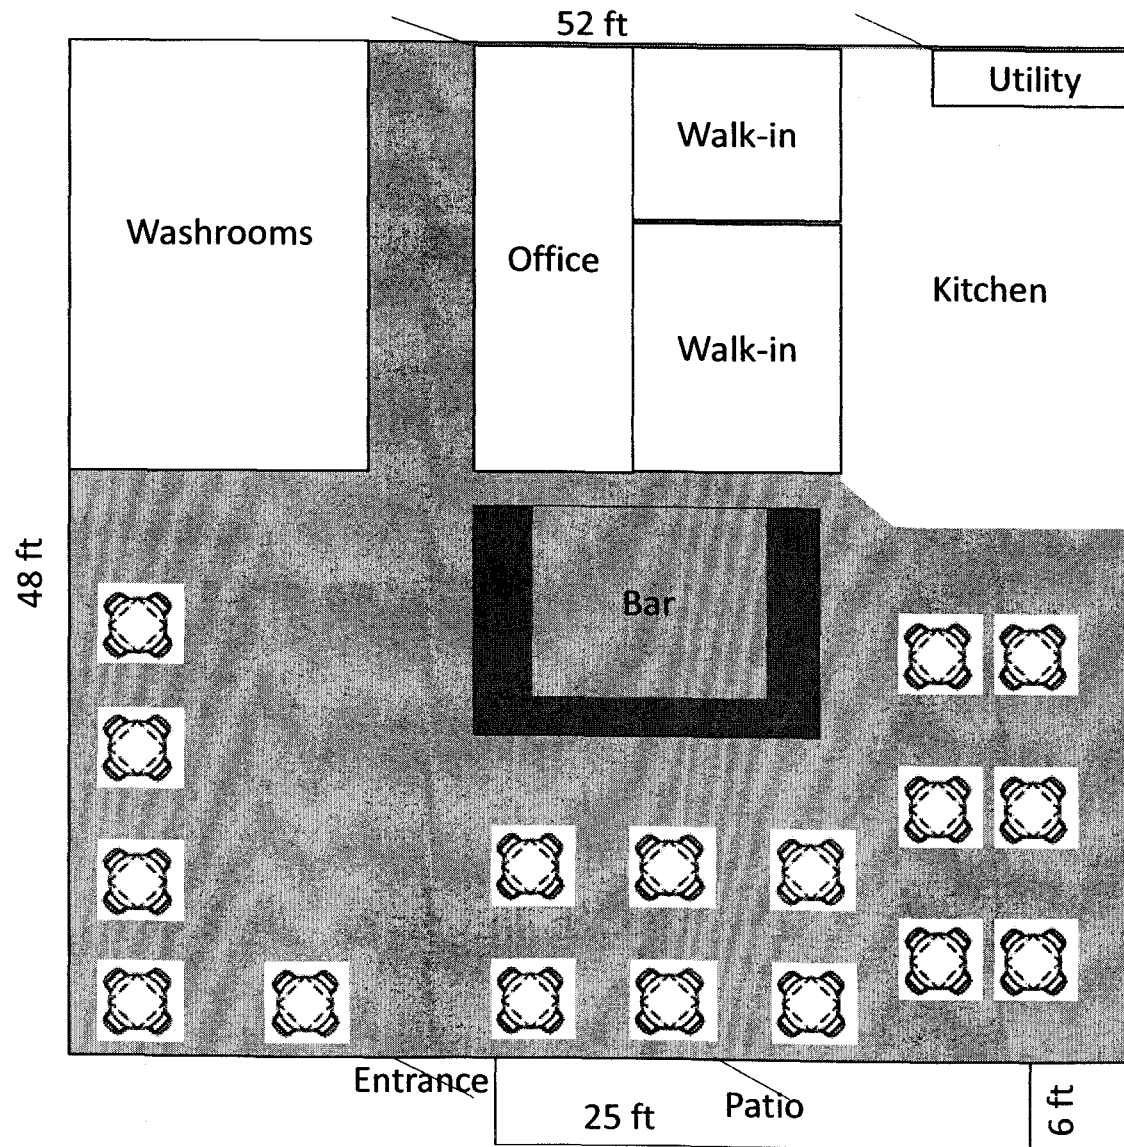 52 ft
Utility
Walk-in
Washrooms
Office
Kitchen
Walk-in
48 ft
Bar
Entrance
25 ft
Patio
6 ft